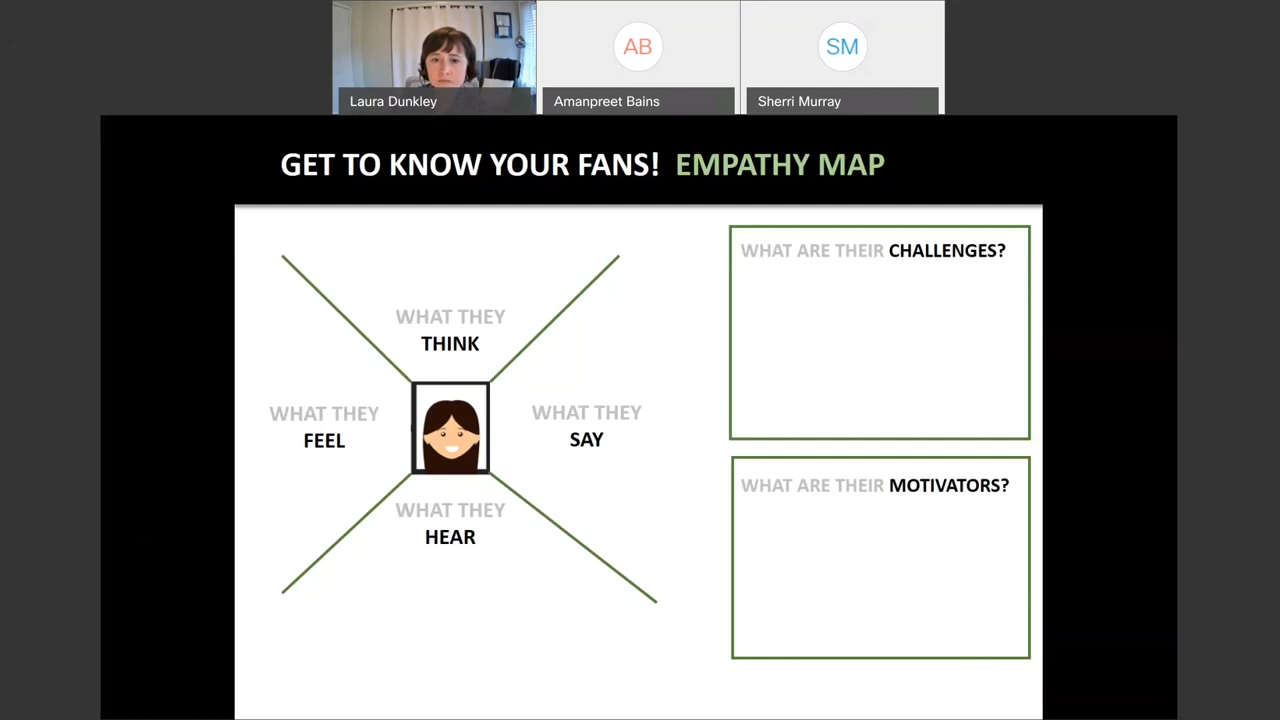 AB
SM
Laura Dunkley
Amanpreet Bains
Sherri Murray
GET TO KNOW YOUR FANS! EMPATHY MAP
WHAT THEY
THINK
WHAT THEY
FEEL
WHAT THEY
SAY
WHAT THEY
HEAR
WHAT ARE THEIR CHALLENGES?
WHAT ARE THEIR MOTIVATORS?